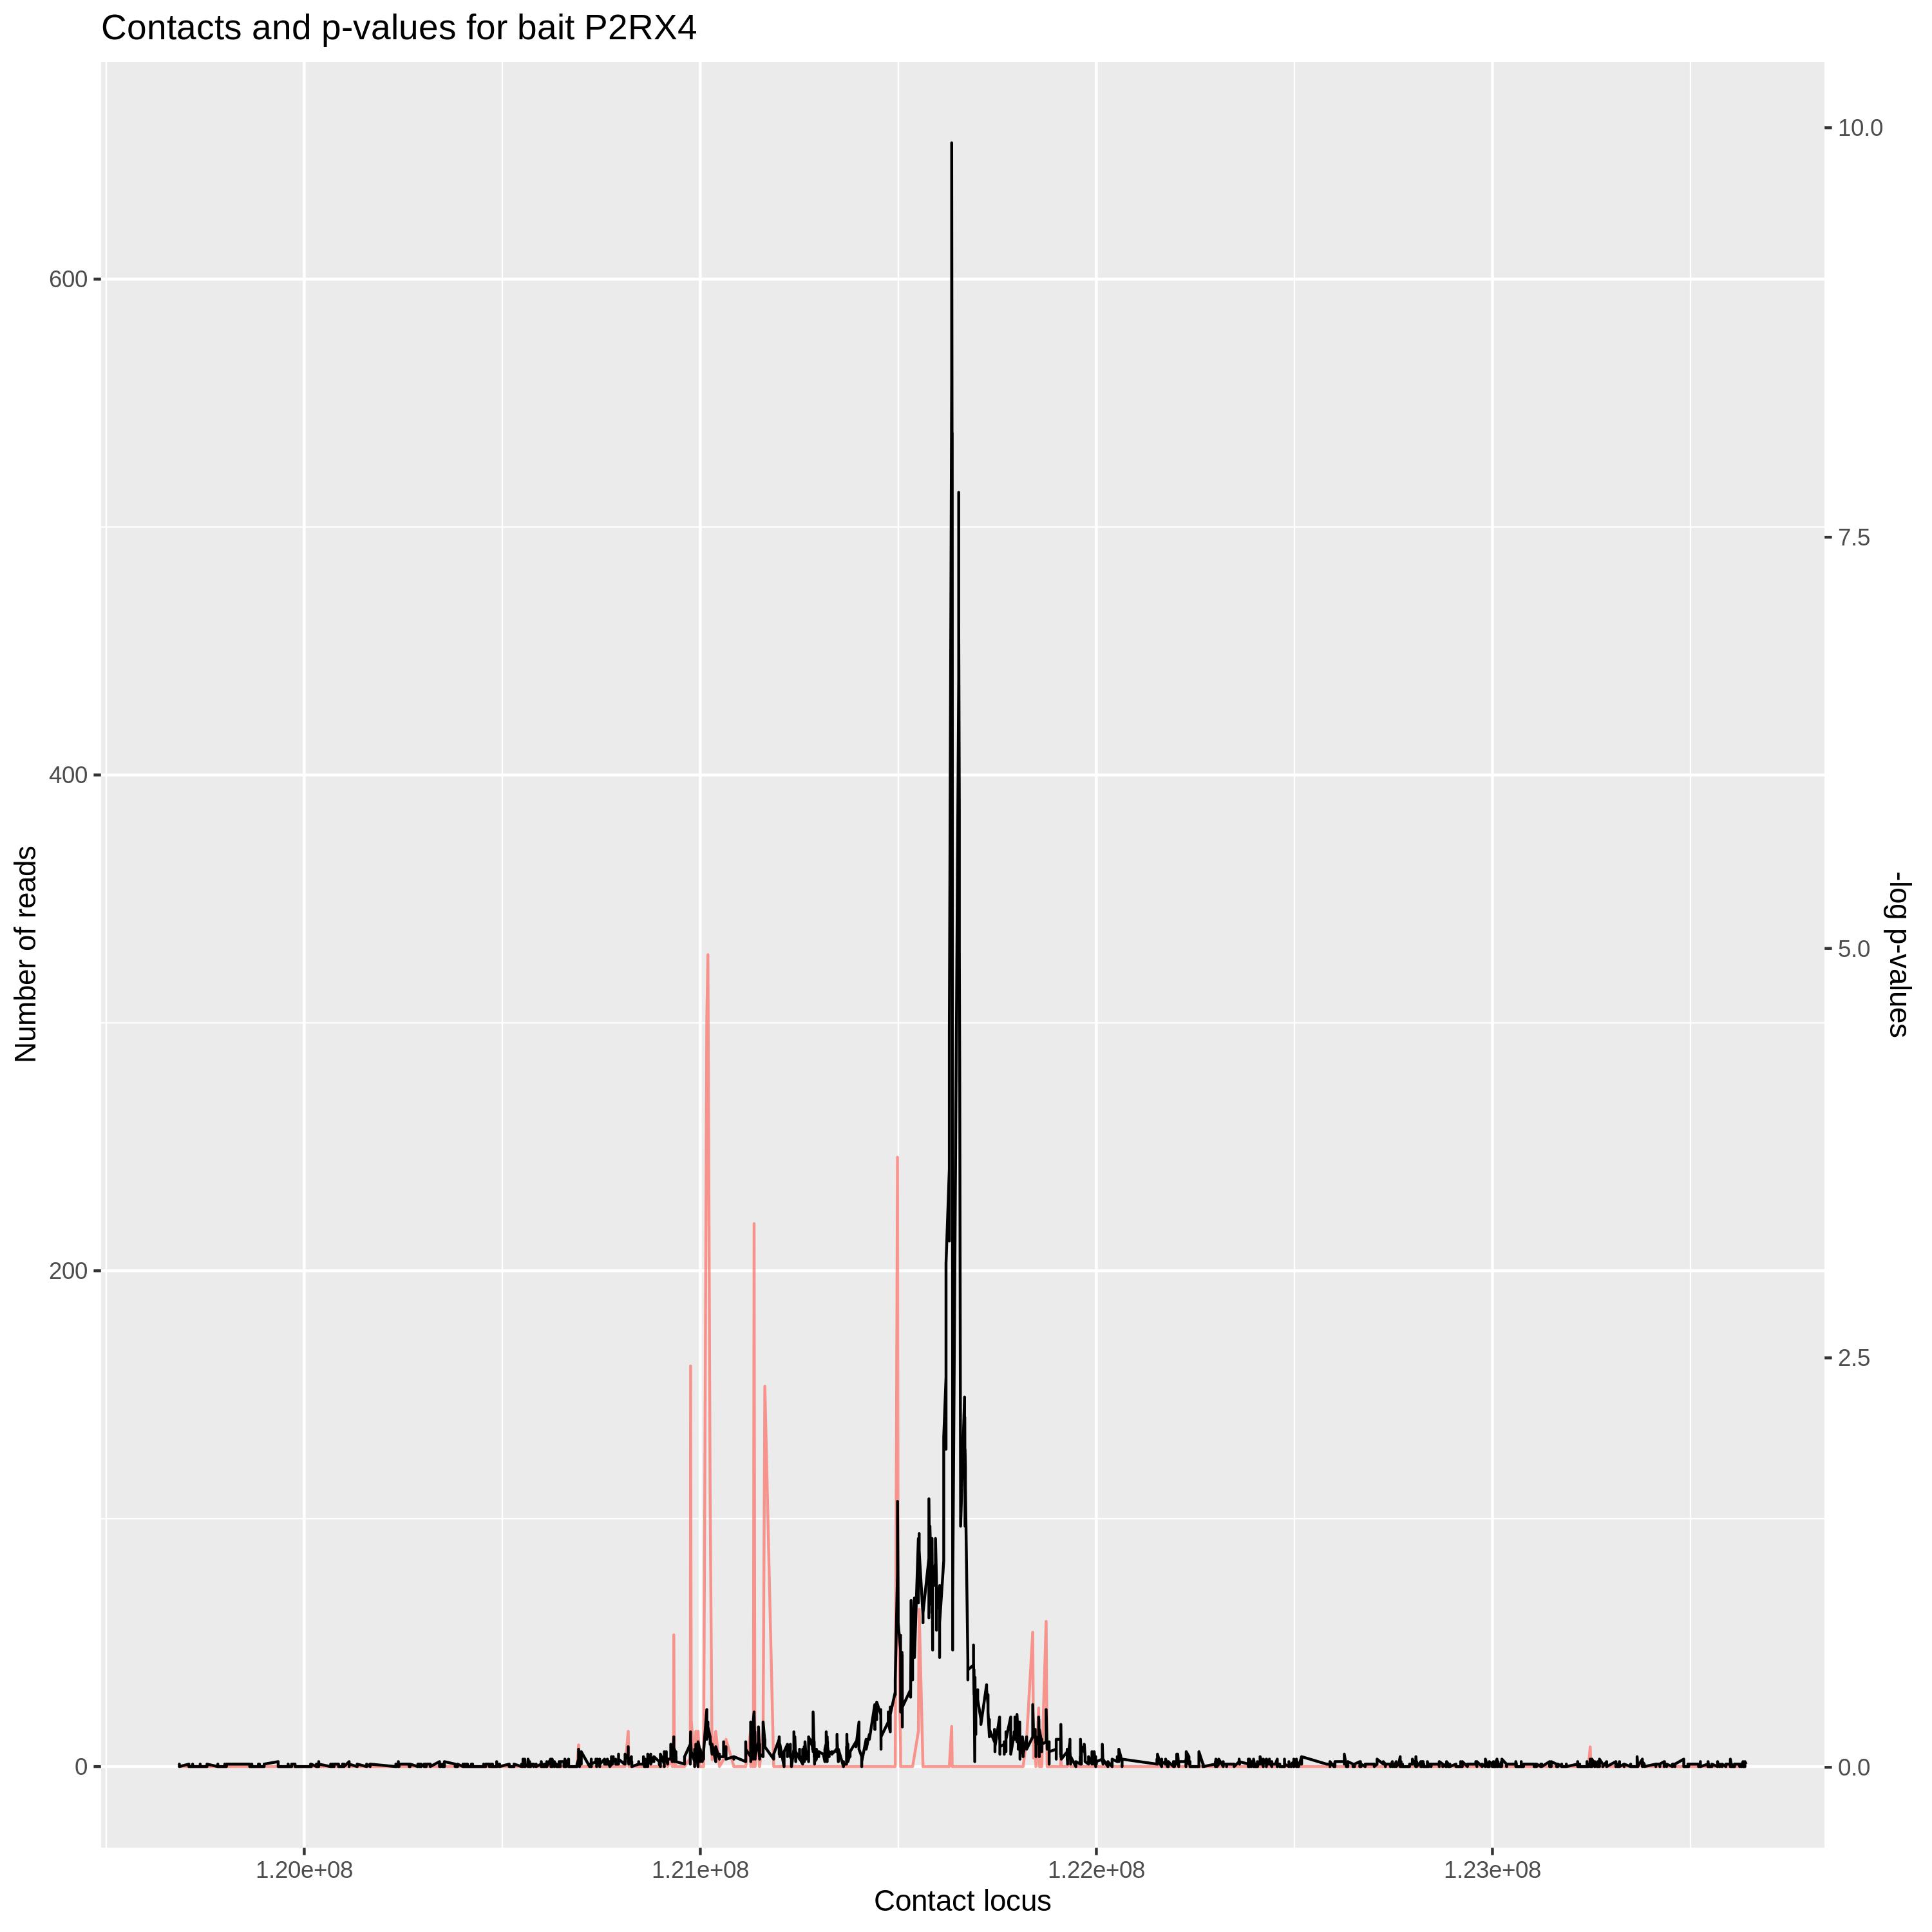 Contacts and p-values for bait P2RX4
Number of reads
600
400
200
0
10.0
7.5
5.0
2.5
0.0
-log p-values
1.20e+08
1.21e+08
1.22e+08
1.23e+08
Contact locus